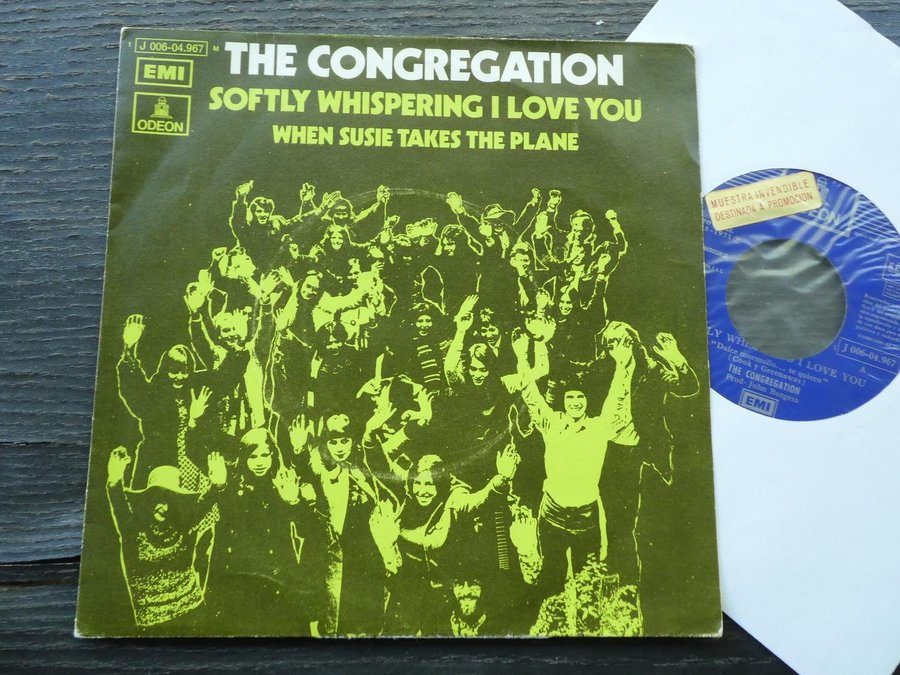 1 J 006-04.967 M
THE CONGREGATION
EMI
SOFTLY WHISPERING I LOVE YOU
ODEON
WHEN SUSIE TAKES THE PLANE
MUESTRA INVENDIBLE
DESTINADA A PROMOCION
I LOVE YOU
J 006-04.967
"Dulce murmullo... te quiero"
A
(Cook y Greenaway)
THE CONGREGATION
Prod: John Burgess
EMI